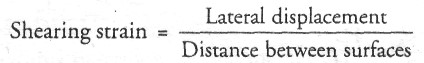 Shearing strain = Lateral displacement / Distance between surfaces